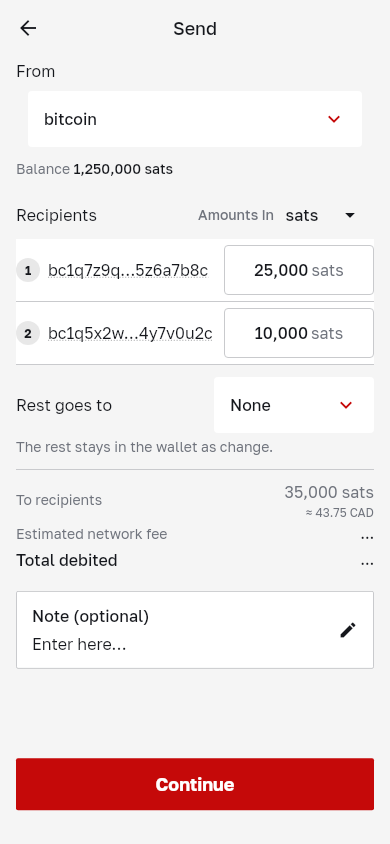 Send
From
bitcoin
Balance 1,250,000 sats
Recipients Amounts In sats
1 bc1q7z9q...5z6a7b8c 25,000 sats
2 bc1q5x2w...4y7v0u2c 10,000 sats
Rest goes to None
The rest stays in the wallet as change.
To recipients 35,000 sats
≈ 43.75 CAD
Estimated network fee ...
Total debited ...
Note (optional)
Enter here...
Continue